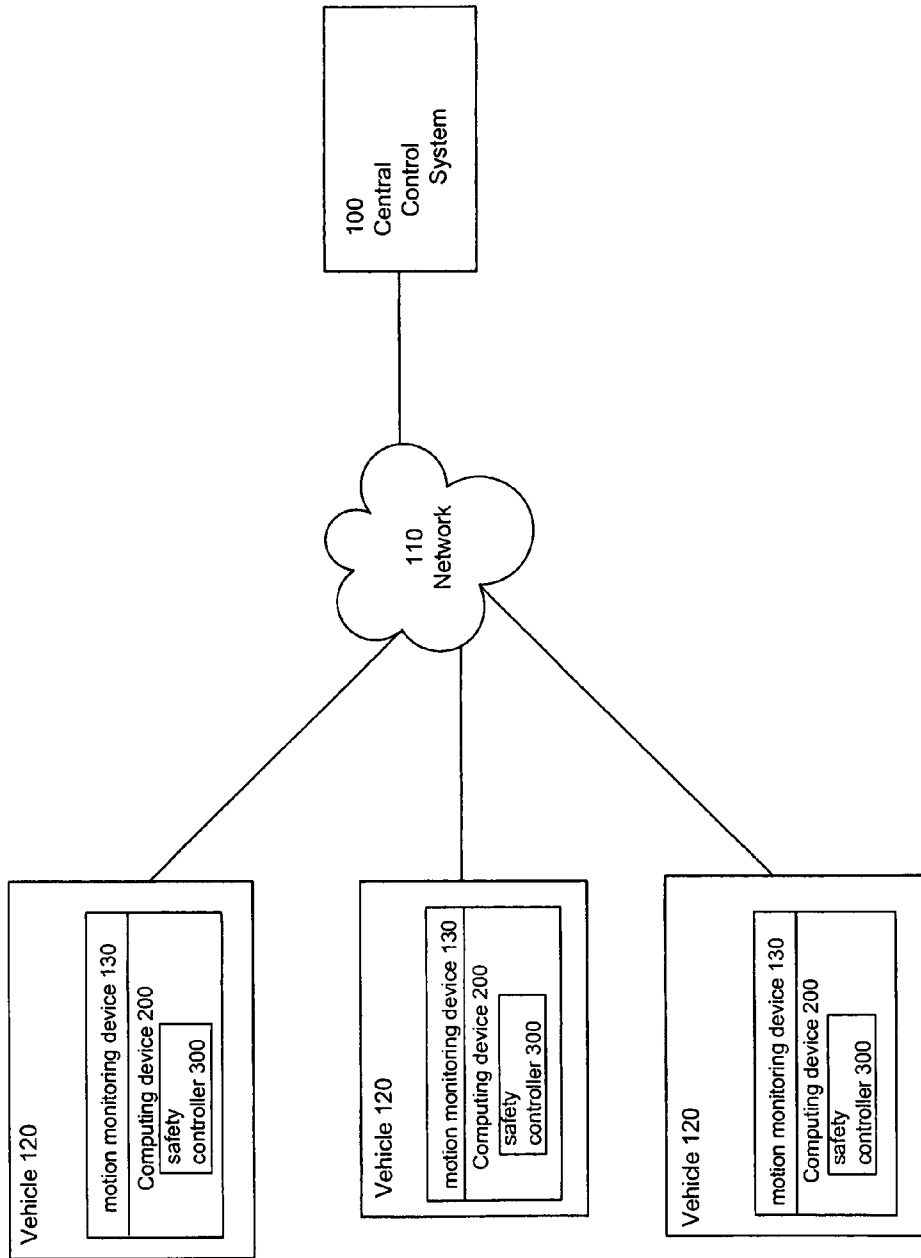 Vehicle 120
motion monitoring device 130
Computing device 200
safety
controller 300
Vehicle 120
motion monitoring device 130
Computing device 200
safety
controller 300
Vehicle 120
motion monitoring device 130
Computing device 200
safety
controller 300
110
Network
100
Central
Control
System